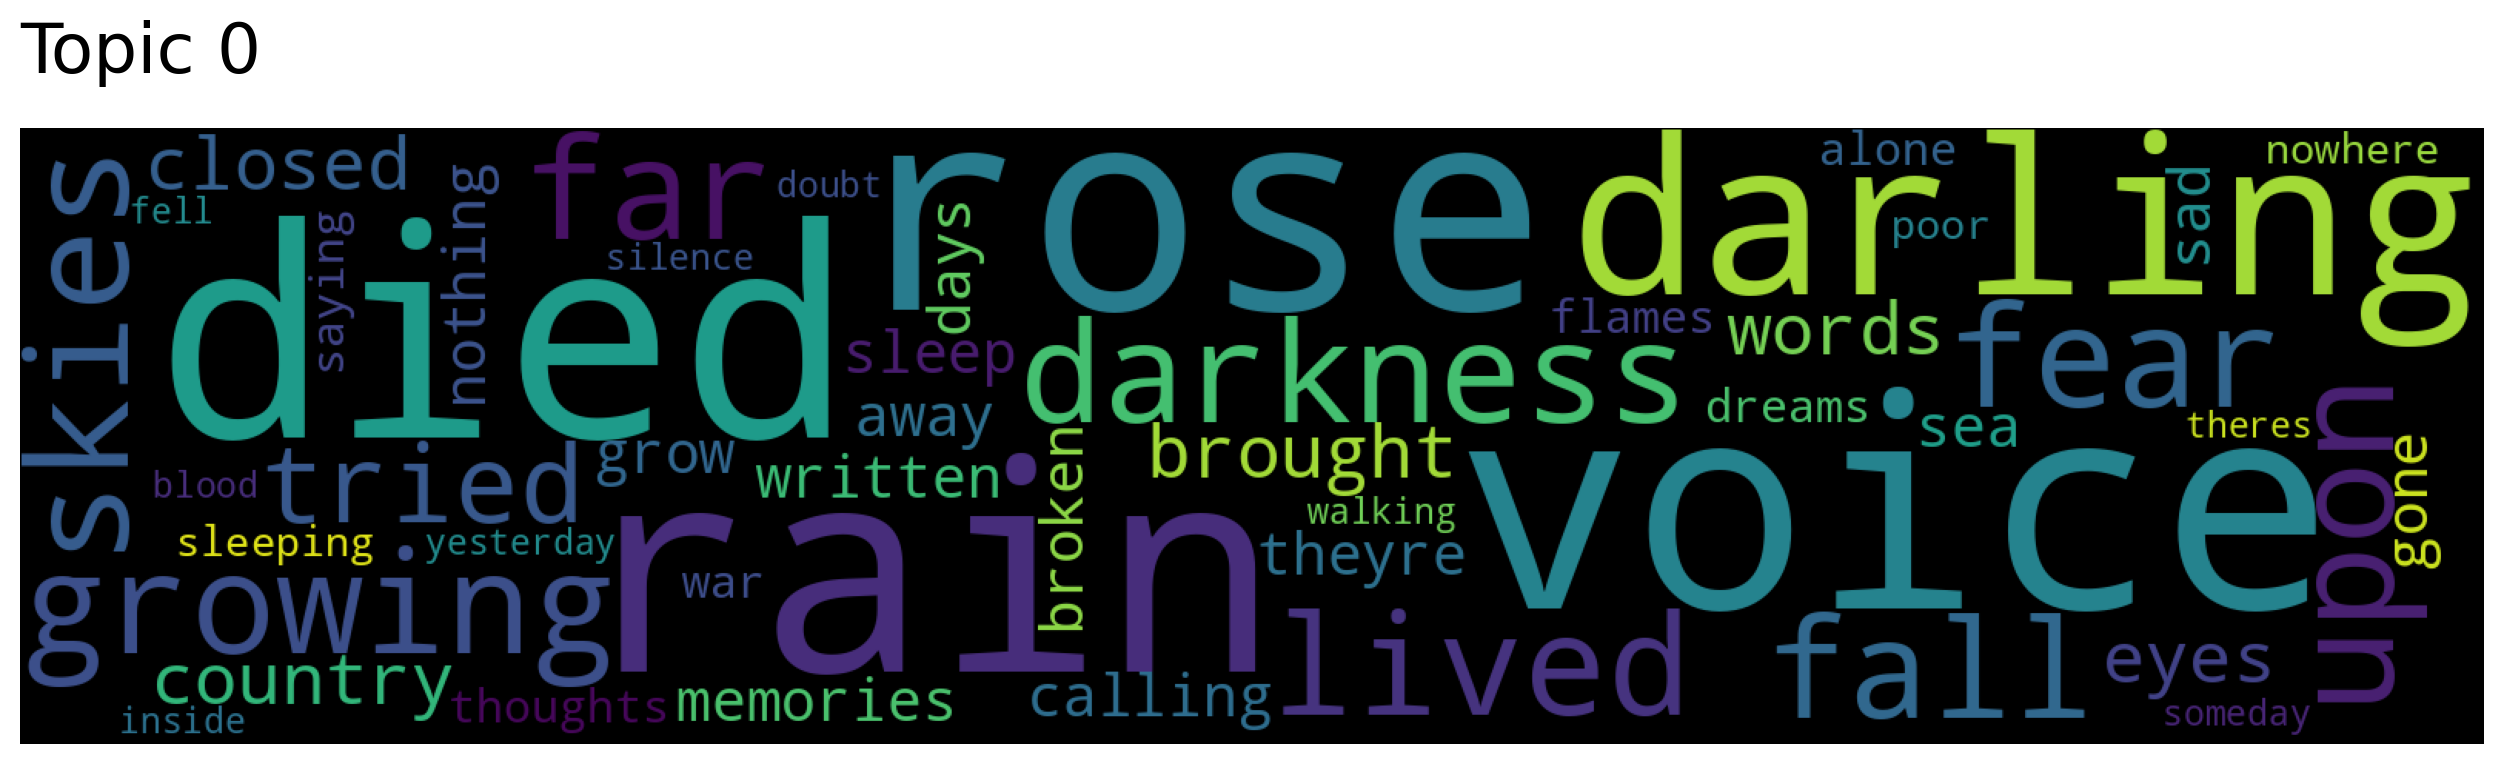 Topic 0
skies
closed
fell
saying
nothing
far
doubt
silence
died
rose
days
sleep
away
darling
alone
nowhere
poor
sad
darkness
flames
words
fear
dreams
sea
theres
upon
gone
tried
grow
written
blood
sleeping
yesterday
broken
brought
walking
theyre
voice
growing
rain
war
country
inside
thoughts
memories
calling
lived
fall
eyes
someday